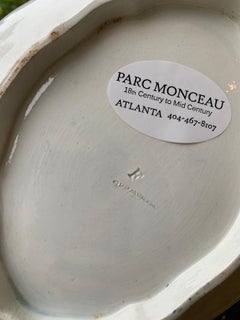 PARC MONCEAU
18th Century to Mid Century
ATLANTA 404-467-8107
F